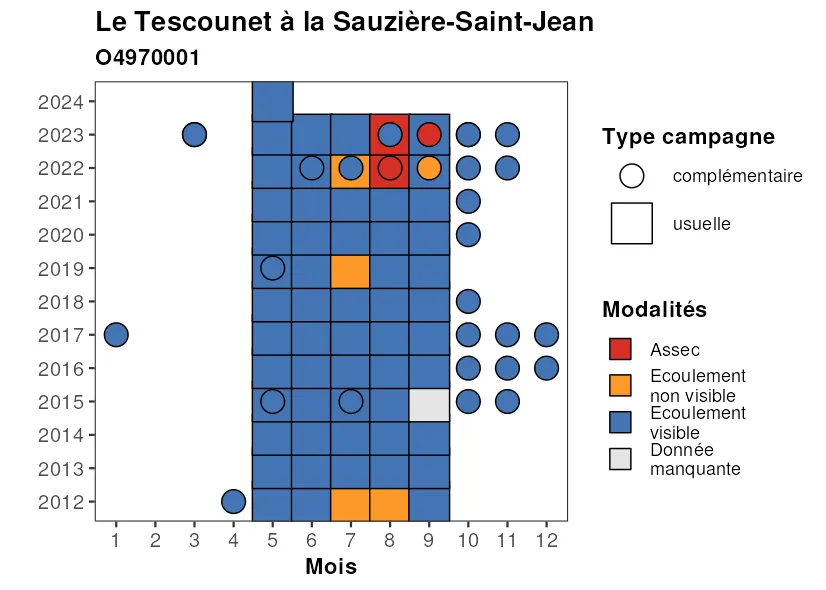 Le Tescounet à la Sauzière-Saint-Jean
O4970001
2024
2023
2022
2021
2020
2019
2018
2017
2016
2015
2014
2013
2012
1 2 3 4 5 6 7 8 9 10 11 12
Mois
Type campagne
complémentaire
usuelle
Modalités
Assec
Ecoulement
non visible
Ecoulement
visible
Donnée
manquante